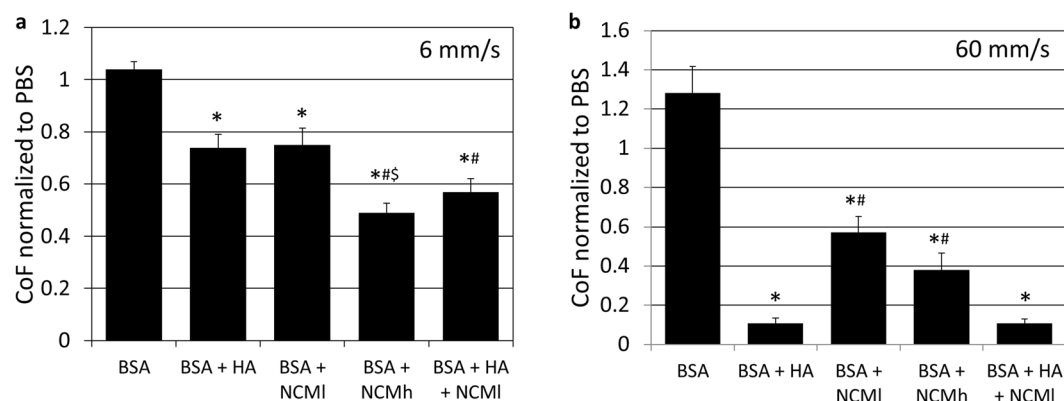 a
6 mm/s
CoF normalized to PBS
1.2
1
0.8
0.6
0.4
0.2
0
*
*
*#$
*#
BSA
BSA + HA
BSA +
NCMl
BSA +
NCMh
BSA + HA
+ NCMl
b
60 mm/s
CoF normalized to PBS
1.6
1.4
1.2
1
0.8
0.6
0.4
0.2
0
*
*#
*#
*
BSA
BSA + HA
BSA +
NCMl
BSA +
NCMh
BSA + HA
+ NCMl